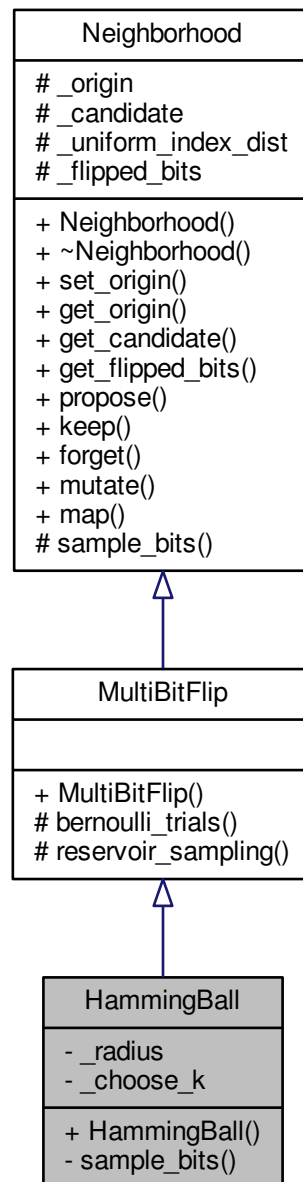 Neighborhood
# _origin
# _candidate
# _uniform_index_dist
# _flipped_bits
+ Neighborhood()
+ ~Neighborhood()
+ set_origin()
+ get_origin()
+ get_candidate()
+ get_flipped_bits()
+ propose()
+ keep()
+ forget()
+ mutate()
+ map()
# sample_bits()
MultiBitFlip
+ MultiBitFlip()
# bernoulli_trials()
# reservoir_sampling()
HammingBall
- _radius
- _choose_k
+ HammingBall()
- sample_bits()